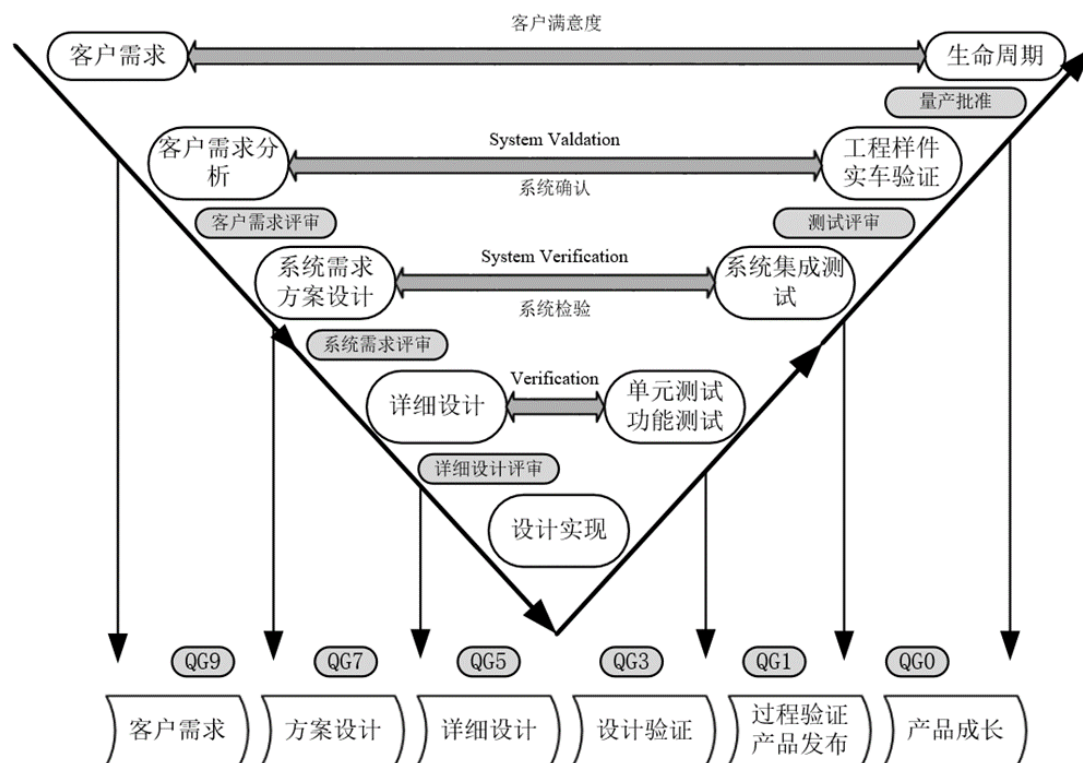 客户满意度
客户需求
生命周期
量产批准
System Valdation
客户需求分
析
工程样件
实车验证
系统确认
客户需求评审
测试评审
System Verification
系统需求
方案设计
系统集成测
试
系统检验
系统需求评审
Verification
详细设计
单元测试
功能测试
详细设计评审
设计实现
QG9
QG7
QG5
QG3
QG1
QG0
客户需求
方案设计
详细设计
设计验证
过程验证
产品发布
产品成长